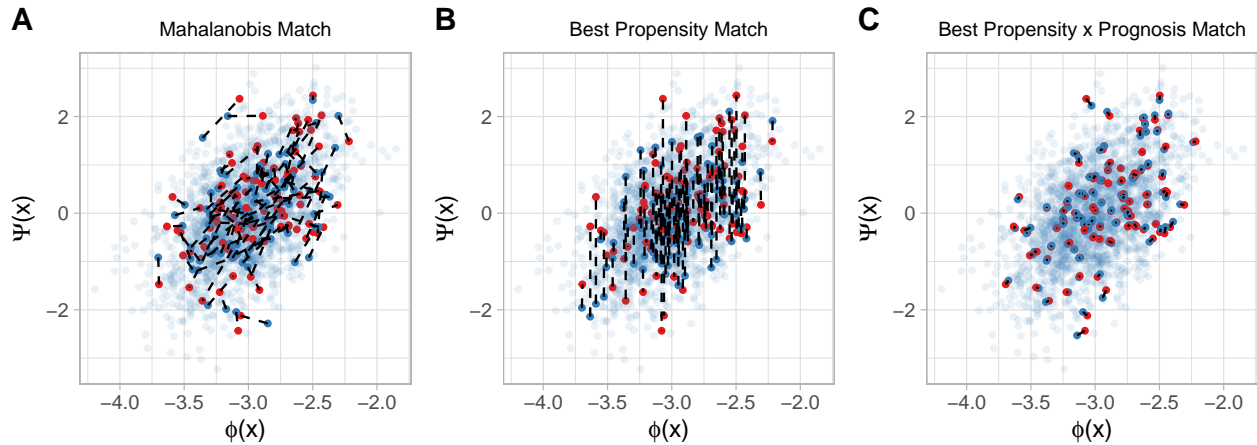 A
Mahalanobis Match
Ψ(x)
2
0
−2
−4.0 −3.5 −3.0 −2.5 −2.0
ϕ(x)
B
Best Propensity Match
Ψ(x)
2
0
−2
−4.0 −3.5 −3.0 −2.5 −2.0
ϕ(x)
C
Best Propensity x Prognosis Match
Ψ(x)
2
0
−2
−4.0 −3.5 −3.0 −2.5 −2.0
ϕ(x)